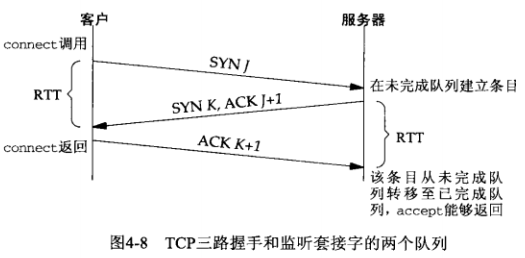 客户
服务器
connect调用
SYN J
在未完成队列建立条目
RTT
SYN K, ACK J+1
RTT
connect返回
ACK K+1
该条目从未完成队
列转移至已完成队
列，accept能够返回
图4-8 TCP三路握手和监听套接字的两个队列